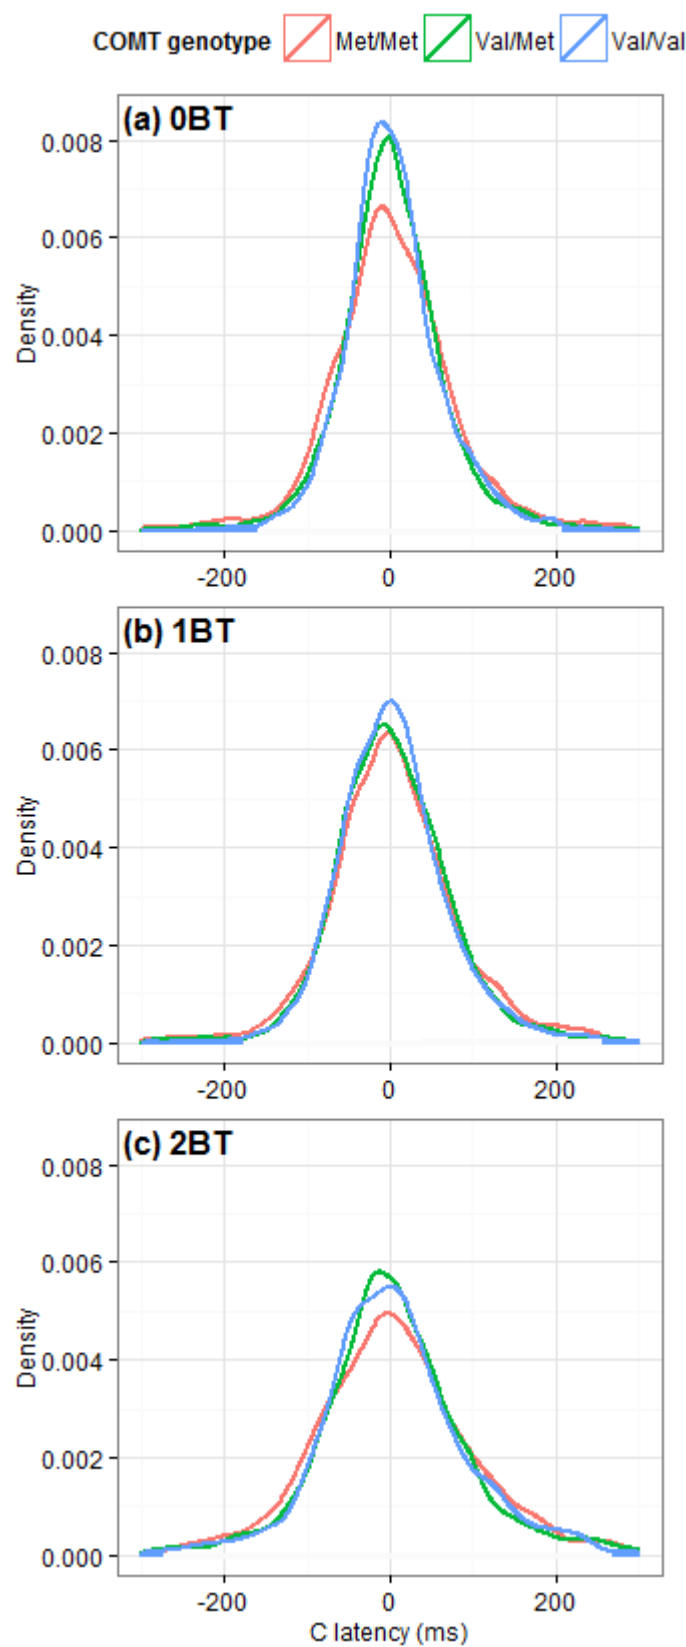 COMT genotype Met/Met Val/Met Val/Val
(a) 0BT
0.008
0.006
0.004
0.002
0.000
Density
-200 0 200
(b) 1BT
0.008
0.006
0.004
0.002
0.000
Density
-200 0 200
(c) 2BT
0.008
0.006
0.004
0.002
0.000
Density
-200 0 200
C latency (ms)